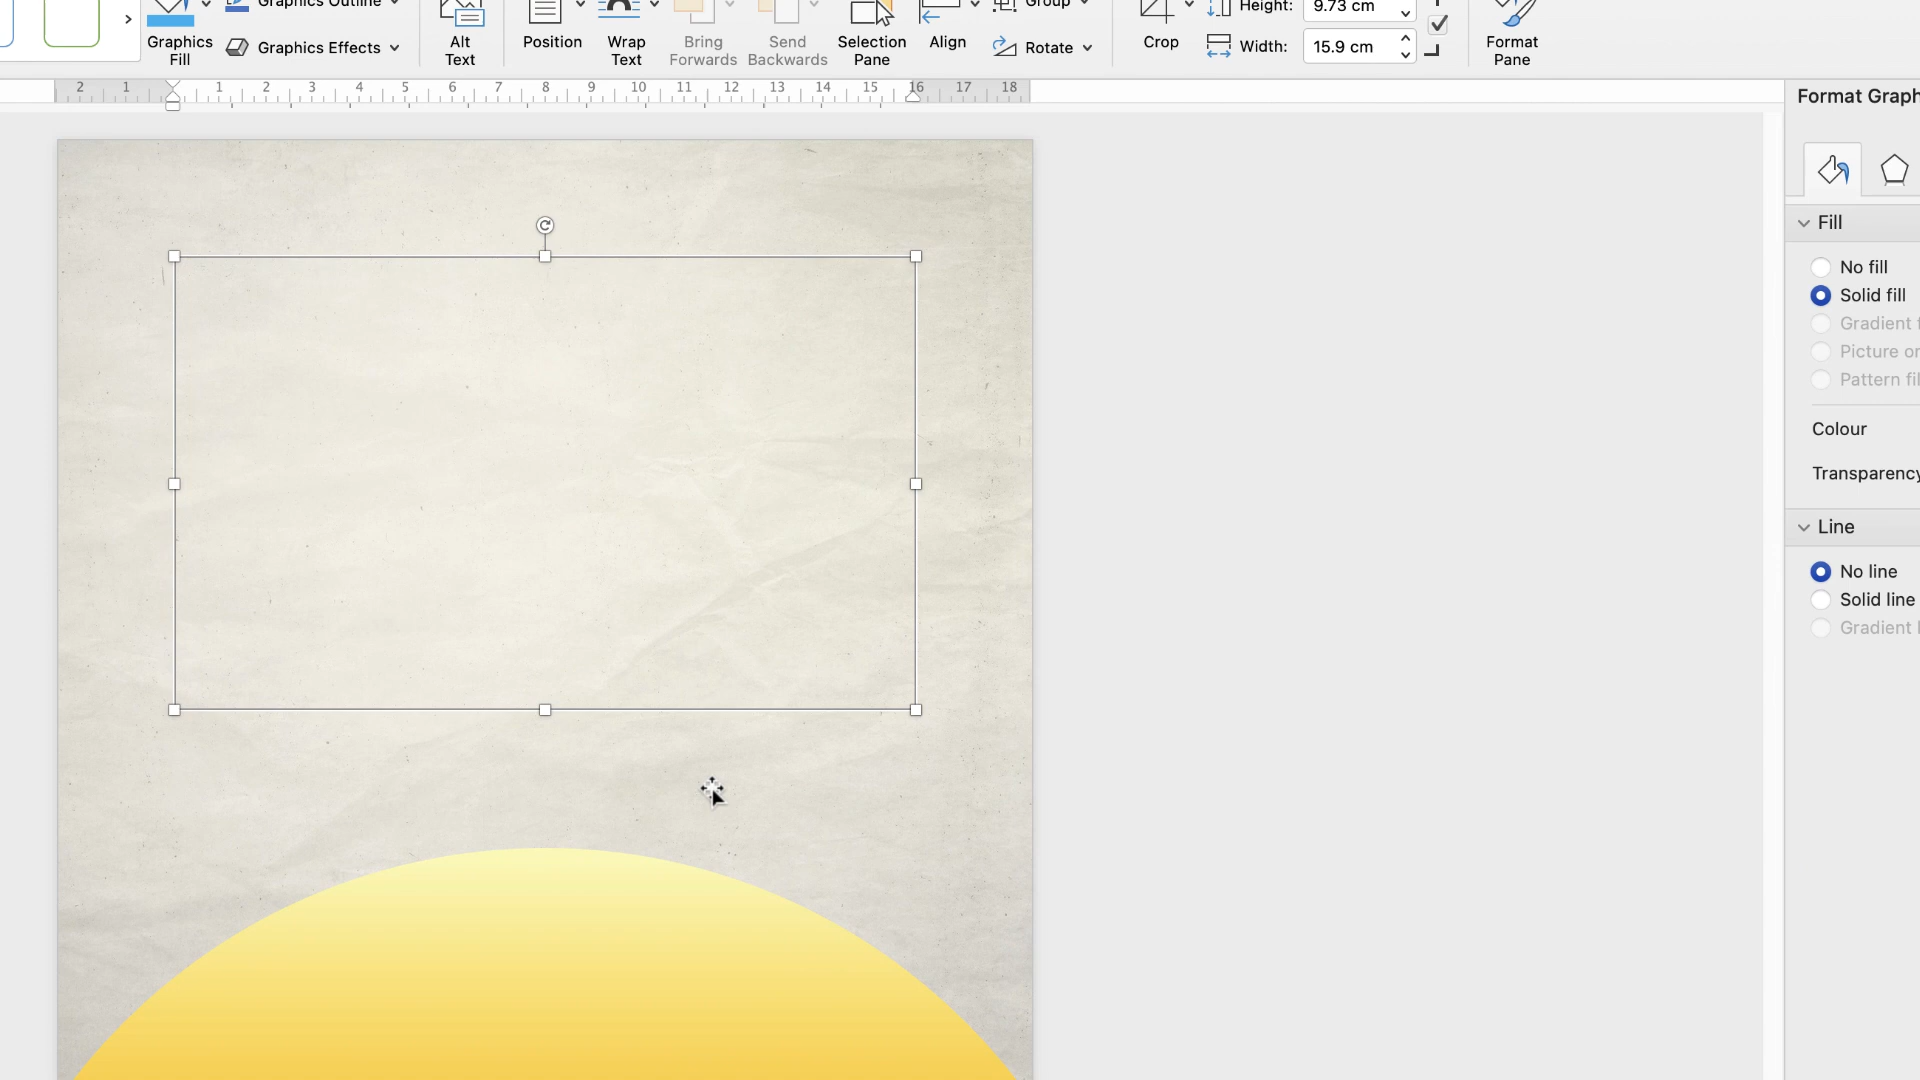 Graphics Outline
Group
Height: 9.73 cm
Graphics Fill
Graphics Effects
Alt Text
Position
Wrap Text
Bring Forwards
Send Backwards
Selection Pane
Align
Rotate
Crop
Width: 15.9 cm
Format Pane
2 1 1 2 3 4 5 6 7 8 9 10 11 12 13 14 15 16 17 18
Format Graph
Fill
No fill
Solid fill
Gradient f
Picture or
Pattern fil
Colour
Transparency
Line
No line
Solid line
Gradient l